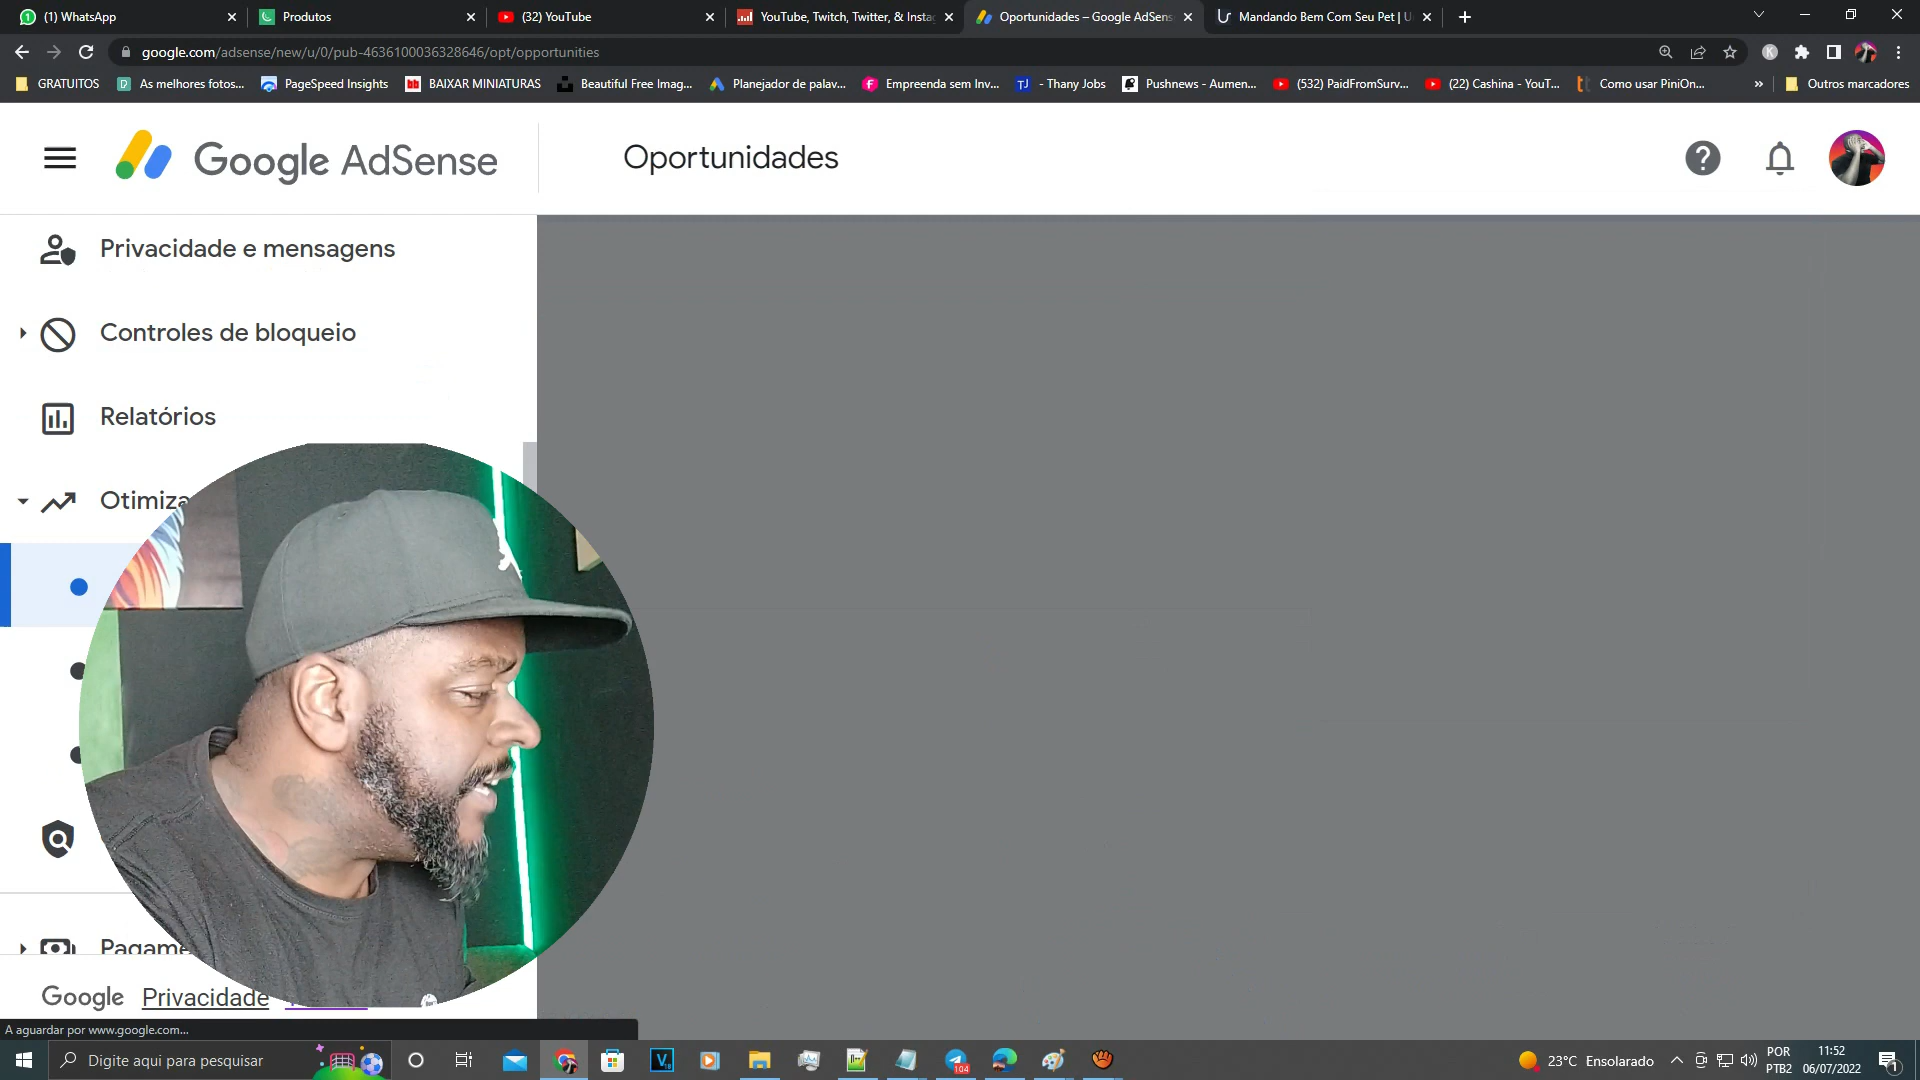 (1) WhatsApp
Produtos
(32) YouTube
YouTube, Twitch, Twitter, & Insta
Oportunidades – Google AdSens
Mandando Bem Com Seu Pet | U
google.com/adsense/new/u/0/pub-4636100036328646/opt/opportunities
GRATUITOS
As melhores fotos...
PageSpeed Insights
BAIXAR MINIATURAS
Beautiful Free Imag...
Planejador de palav...
Empreenda sem Inv...
TJ - Thany Jobs
Pushnews - Aumen...
(532) PaidFromSurv...
(22) Cashina - YouT...
Como usar PiniOn...
»
Outros marcadores
Google AdSense
Oportunidades
Privacidade e mensagens
Controles de bloqueio
Relatórios
Otimiza
Pagame
Google Privacidade
A aguardar por www.google.com...
Digite aqui para pesquisar
104
23°C Ensolarado
POR
PTB2
11:52
06/07/2022
1